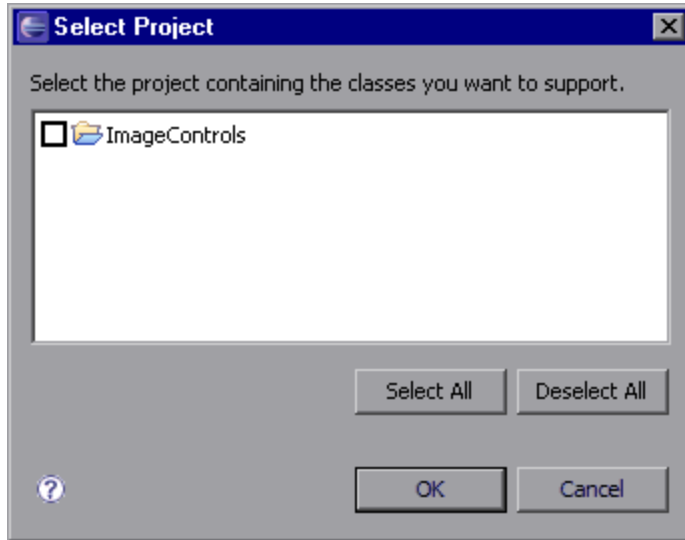 Select Project
Select the project containing the classes you want to support.
ImageControls
Select All Deselect All
? OK Cancel